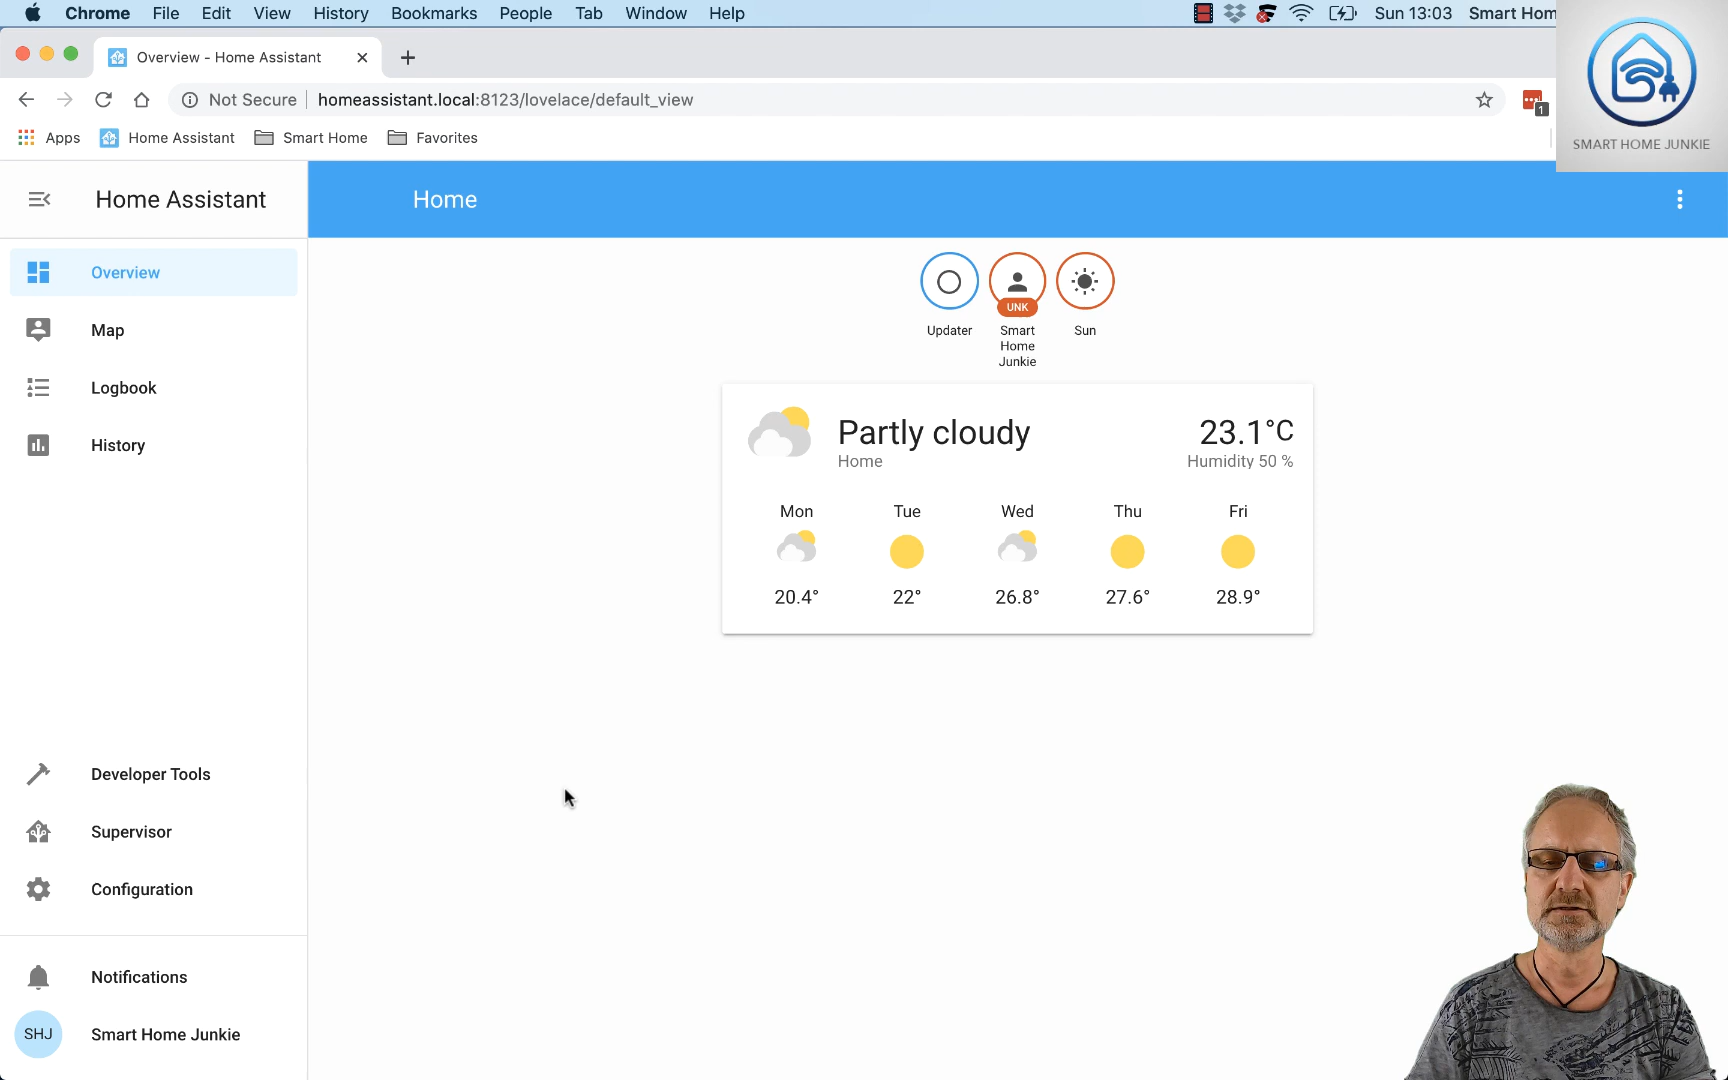 Chrome File Edit View History Bookmarks People Tab Window Help Sun 13:03 Smart Hom
Overview - Home Assistant
Not Secure homeassistant.local:8123/lovelace/default_view
1
Apps Home Assistant Smart Home Favorites
SMART HOME JUNKIE
Home Assistant
Home
Overview
Map
Logbook
History
Developer Tools
Supervisor
Configuration
Notifications
SHJ Smart Home Junkie
UNK
Updater
Smart
Home
Junkie
Sun
Partly cloudy
Home
23.1°C
Humidity 50 %
Mon Tue Wed Thu Fri
20.4° 22° 26.8° 27.6° 28.9°